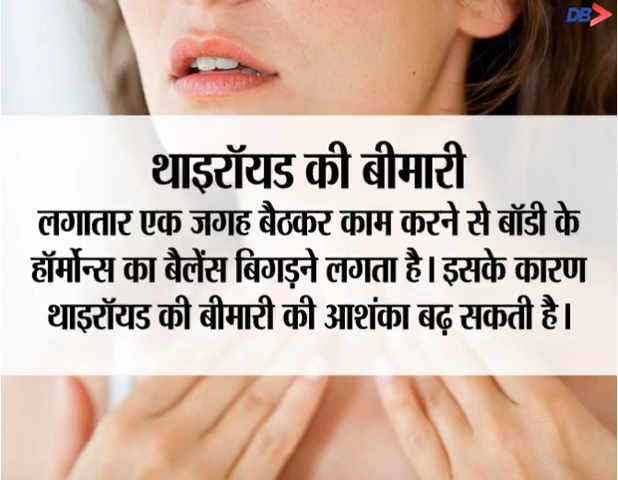 DB
थाइरॉयड की बीमारी
लगातार एक जगह बैठकर काम करने से बॉडी के
हॉर्मोन्स का बैलेंस बिगड़ने लगता है। इसके कारण
थाइरॉयड की बीमारी की आशंका बढ़ सकती है।